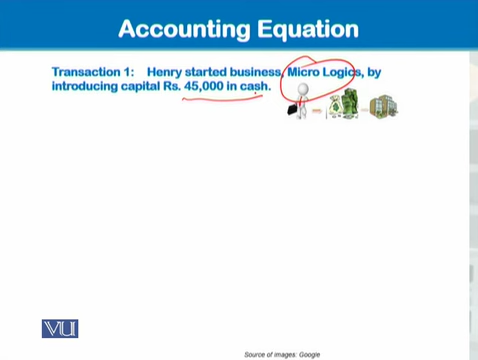 Accounting Equation
Transaction 1: Henry started business, Micro Logics, by
introducing capital Rs. 45,000 in cash.
VU
Source of images: Google